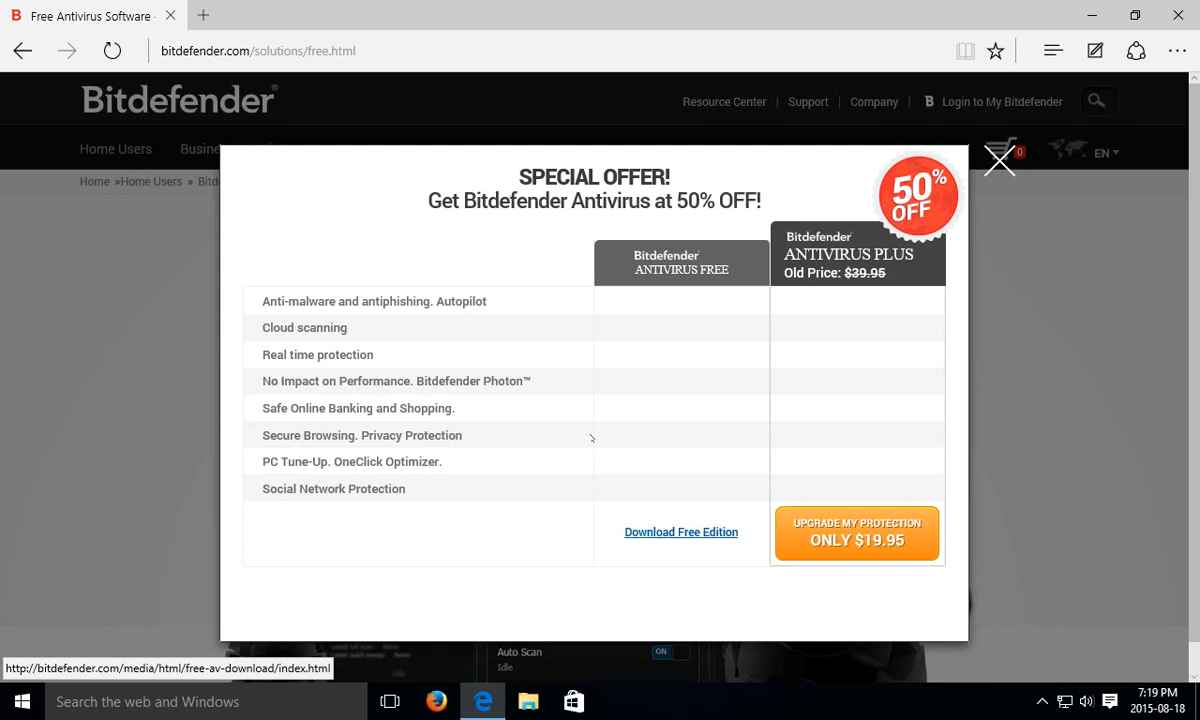 B Free Antivirus Software -
bitdefender.com/solutions/free.html
Bitdefender®
Resource Center | Support | Company | B Login to My Bitdefender
Home Users Busine
0 EN
Home »Home Users » Bitd
SPECIAL OFFER!
Get Bitdefender Antivirus at 50% OFF!
50%
OFF
Bitdefender
ANTIVIRUS FREE
Bitdefender
ANTIVIRUS PLUS
Old Price: $39.95
Anti-malware and antiphishing. Autopilot
Cloud scanning
Real time protection
No Impact on Performance. Bitdefender Photon™
Safe Online Banking and Shopping.
Secure Browsing. Privacy Protection
PC Tune-Up. OneClick Optimizer.
Social Network Protection
Download Free Edition
UPGRADE MY PROTECTION
ONLY $19.95
Auto Scan
ON
Idle
http://bitdefender.com/media/html/free-av-download/index.html
Search the web and Windows
7:19 PM
2015-08-18